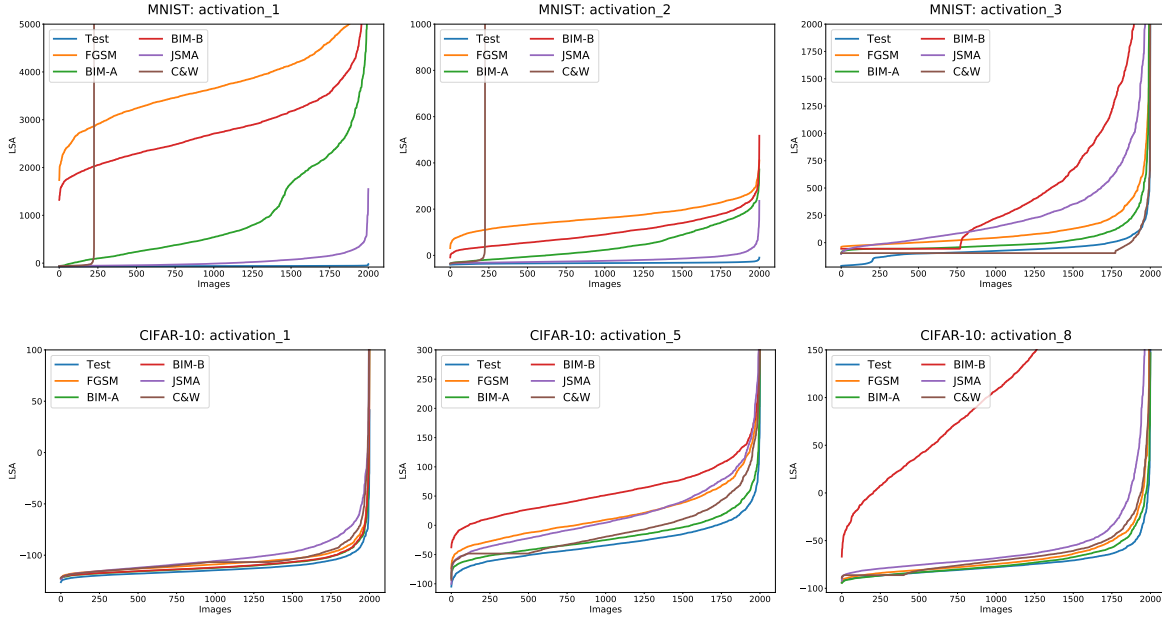 MNIST: activation_1
5000
4000
3000
2000
1000
0
LSA
Test
FGSM
BIM-A
BIM-B
JSMA
C&W
0 250 500 750 1000 1250 1500 1750 2000
Images
MNIST: activation_2
1000
800
600
400
200
0
LSA
Test
FGSM
BIM-A
BIM-B
JSMA
C&W
0 250 500 750 1000 1250 1500 1750 2000
Images
MNIST: activation_3
2000
1750
1500
1250
1000
750
500
250
0
LSA
Test
FGSM
BIM-A
BIM-B
JSMA
C&W
0 250 500 750 1000 1250 1500 1750 2000
Images
CIFAR-10: activation_1
100
50
0
−50
−100
LSA
Test
FGSM
BIM-A
BIM-B
JSMA
C&W
0 250 500 750 1000 1250 1500 1750 2000
Images
CIFAR-10: activation_5
300
250
200
150
100
50
0
−50
−100
LSA
Test
FGSM
BIM-A
BIM-B
JSMA
C&W
0 250 500 750 1000 1250 1500 1750 2000
Images
CIFAR-10: activation_8
150
100
50
0
−50
−100
LSA
Test
FGSM
BIM-A
BIM-B
JSMA
C&W
0 250 500 750 1000 1250 1500 1750 2000
Images